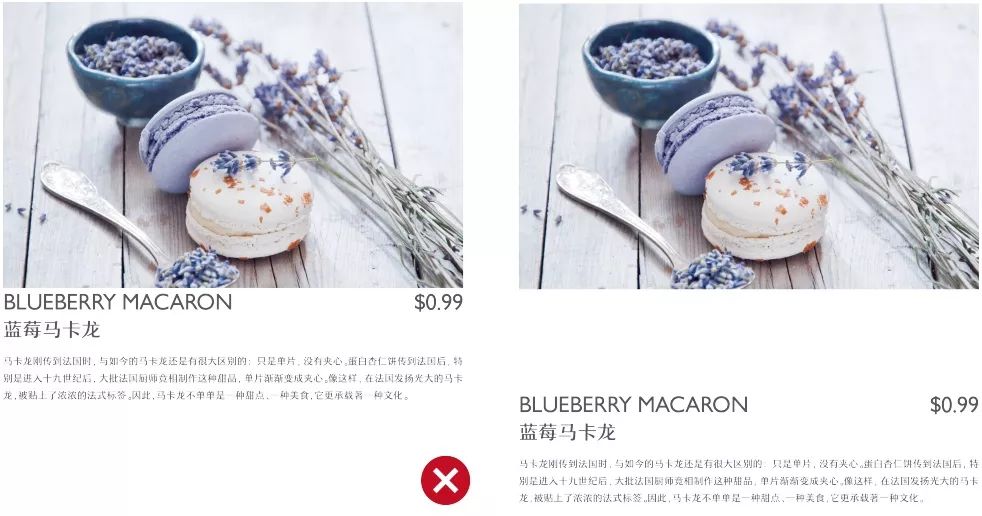 BLUEBERRY MACARON $0.99
蓝莓马卡龙
马卡龙刚传到法国时，与如今的马卡龙还是有很大区别的：只是单片，没有夹心。蛋白杏仁饼传到法国后，特
别是进入十九世纪后，大批法国厨师竞相制作这种甜品，单片渐渐变成夹心。像这样，在法国发扬光大的马卡
龙，被贴上了浓浓的法式标签。因此，马卡龙不单单是一种甜点、一种美食，它更承载著一种文化。
BLUEBERRY MACARON $0.99
蓝莓马卡龙
马卡龙刚传到法国时，与如今的马卡龙还是有很大区别的：只是单片，没有夹心。蛋白杏仁饼传到法国后，特
别是进入十九世纪后，大批法国厨师竞相制作这种甜品，单片渐渐变成夹心。像这样，在法国发扬光大的马卡
龙，被贴上了浓浓的法式标签。因此，马卡龙不单单是一种甜点、一种美食，它更承载著一种文化。